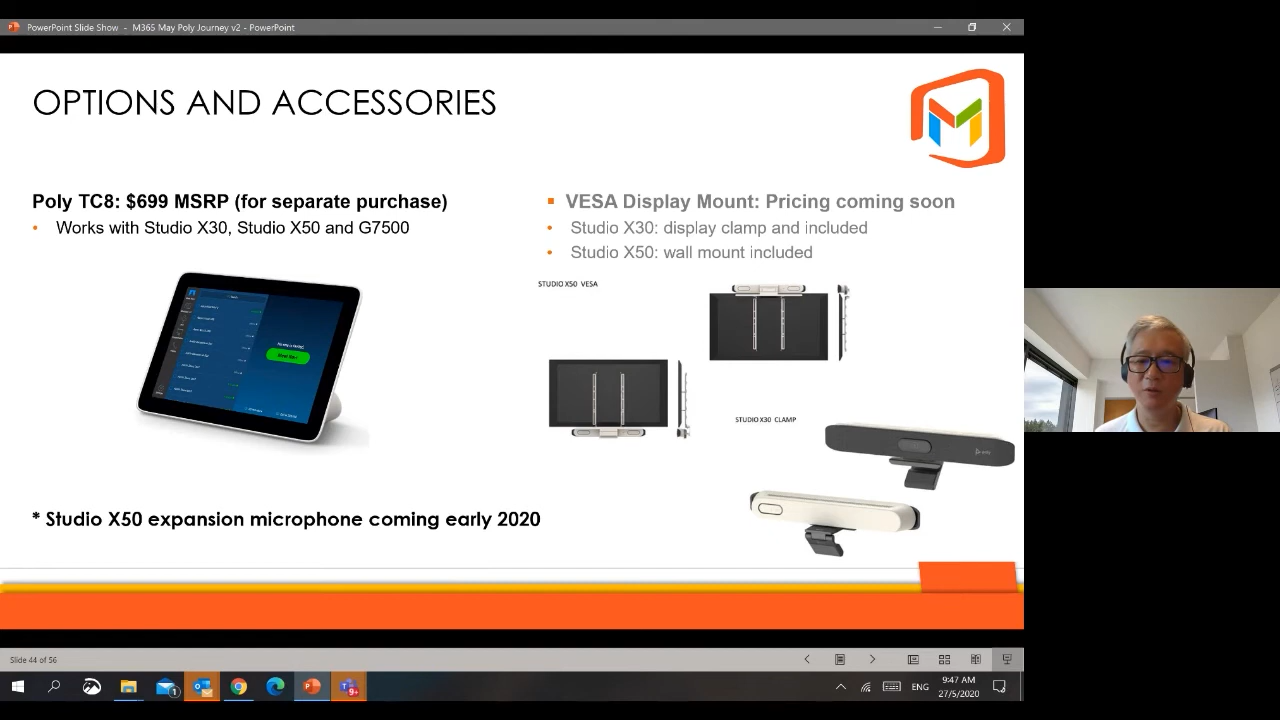 PowerPoint Slide Show - M365 May Poly Journey v2 - PowerPoint
OPTIONS AND ACCESSORIES
Poly TC8: $699 MSRP (for separate purchase)
• Works with Studio X30, Studio X50 and G7500
VESA Display Mount: Pricing coming soon
• Studio X30: display clamp and included
• Studio X50: wall mount included
STUDIO X50 VESA
STUDIO X30 CLAMP
poly
* Studio X50 expansion microphone coming early 2020
Slide 44 of 56
1
9+
ENG
9:47 AM
27/5/2020